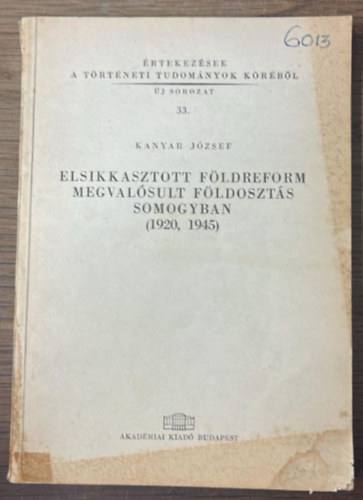 6013
ÉRTEKEZÉSEK
A TÖRTÉNETI TUDOMÁNYOK KÖRÉBŐL
ÚJ SOROZAT
33.
KANYAR JÓZSEF
ELSIKKASZTOTT FÖLDREFORM
MEGVALÓSULT FÖLDOSZTÁS
SOMOGYBAN
(1920, 1945)
AKADÉMIAI KIADÓ BUDAPEST